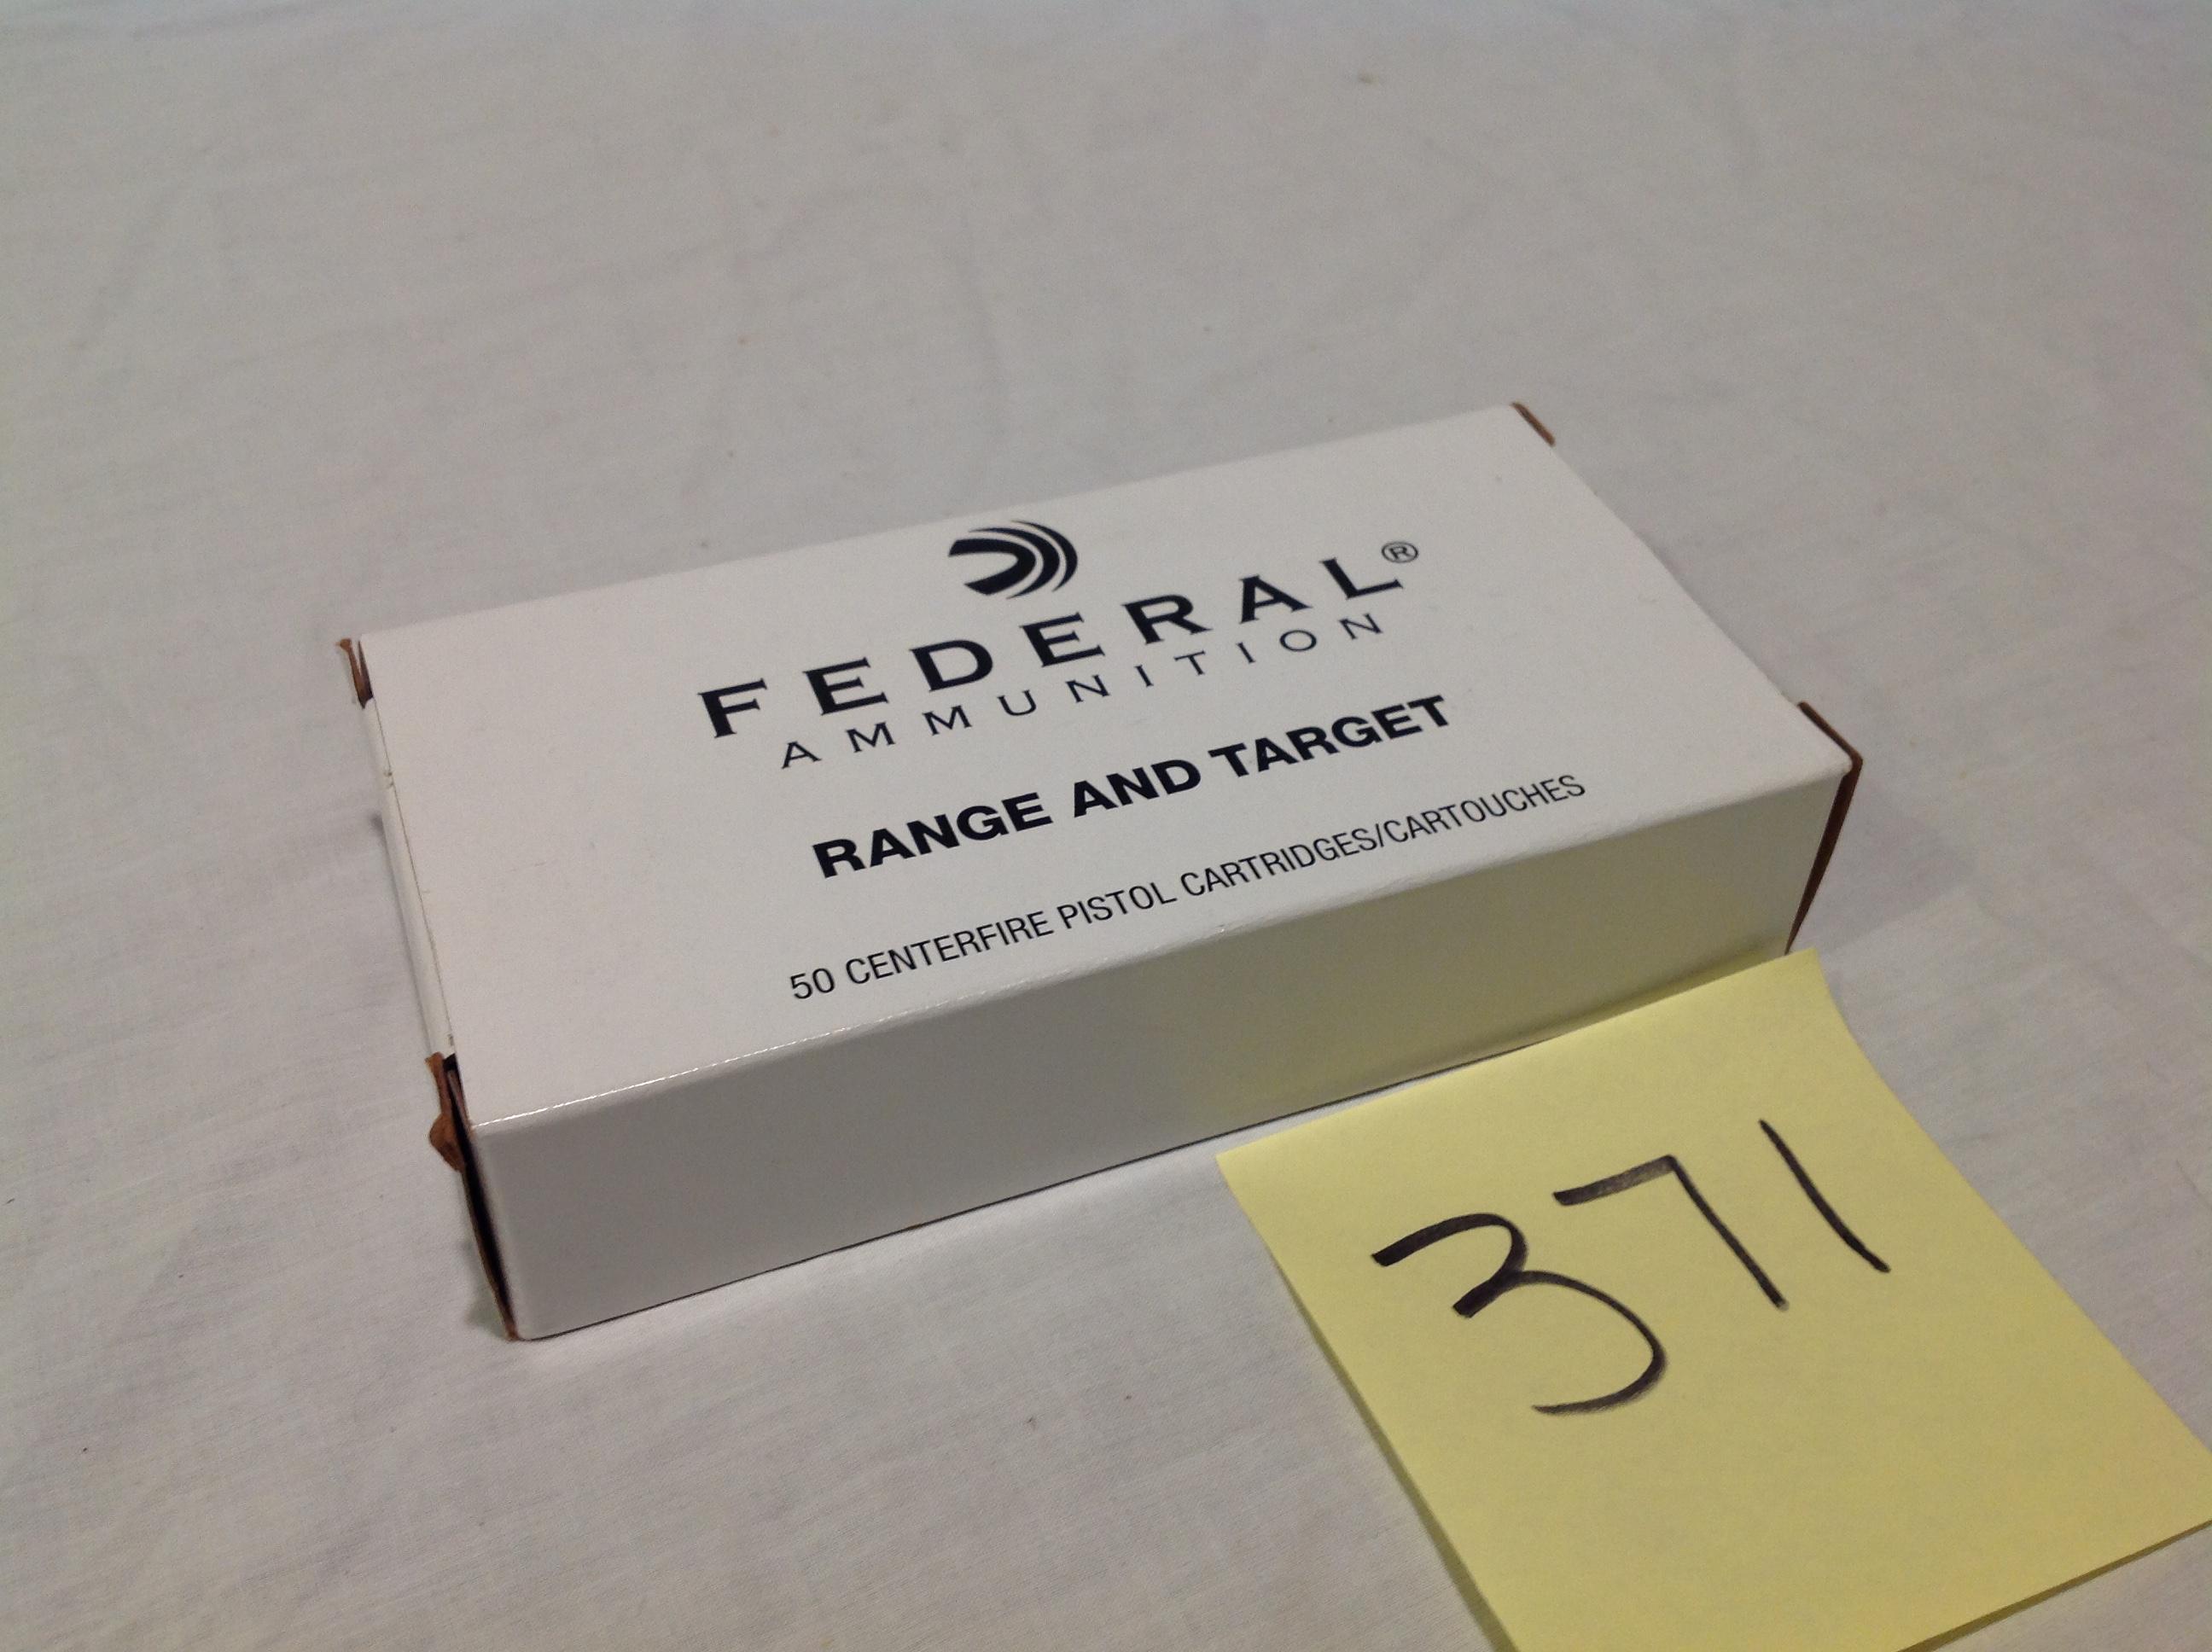 FEDERAL®
AMMUNITION
RANGE AND TARGET
50 CENTERFIRE PISTOL CARTRIDGES/CARTOUCHES
371